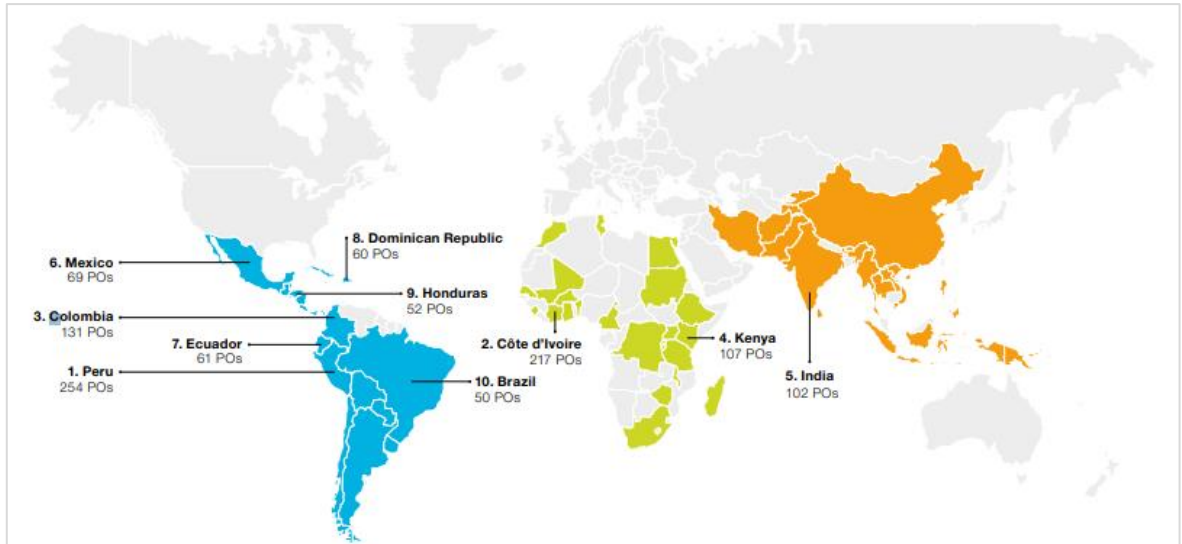 8. Dominican Republic
60 POs
6. Mexico
69 POs
9. Honduras
52 POs
3. Colombia
131 POs
7. Ecuador
61 POs
2. Côte d'Ivoire
217 POs
4. Kenya
107 POs
1. Peru
254 POs
10. Brazil
50 POs
5. India
102 POs